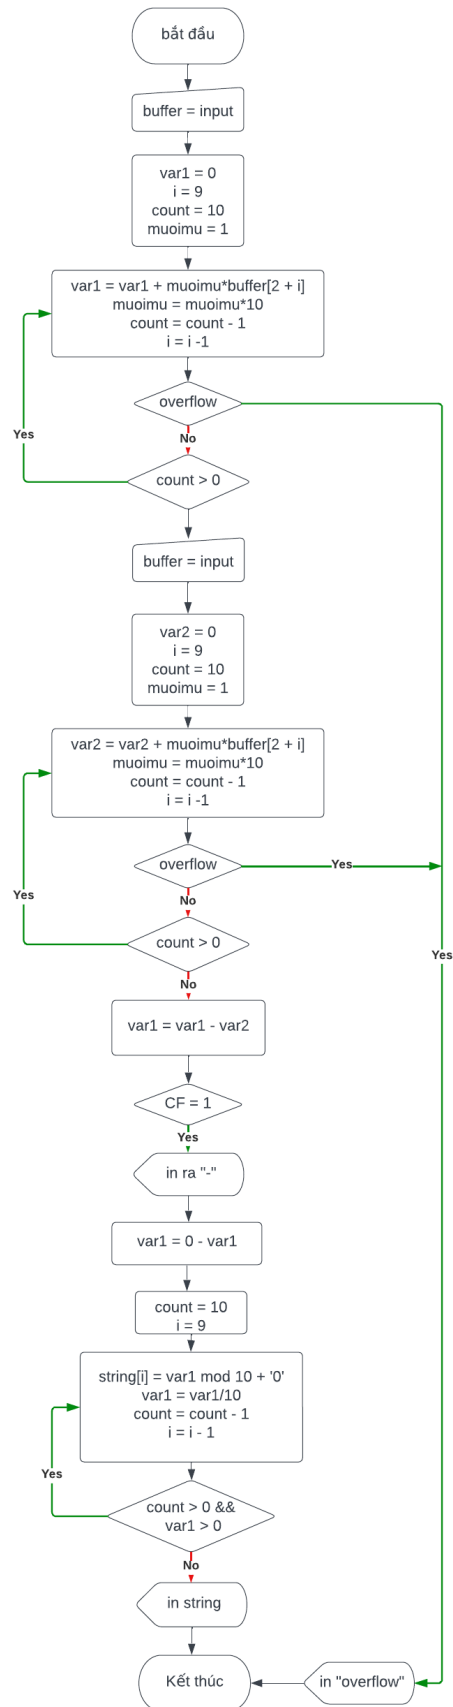 bắt đầu
buffer = input
var1 = 0
i = 9
count = 10
muoimu = 1
var1 = var1 + muoimu*buffer[2 + i]
muoimu = muoimu*10
count = count - 1
i = i -1
overflow
Yes
No
count > 0
buffer = input
var2 = 0
i = 9
count = 10
muoimu = 1
var2 = var2 + muoimu*buffer[2 + i]
muoimu = muoimu*10
count = count - 1
i = i -1
overflow
Yes
Yes
No
count > 0
Yes
No
var1 = var1 - var2
CF = 1
Yes
in ra "-"
var1 = 0 - var1
count = 10
i = 9
string[i] = var1 mod 10 + '0'
var1 = var1/10
count = count - 1
i = i - 1
Yes
count > 0 &&
var1 > 0
No
in string
Kết thúc
in "overflow"